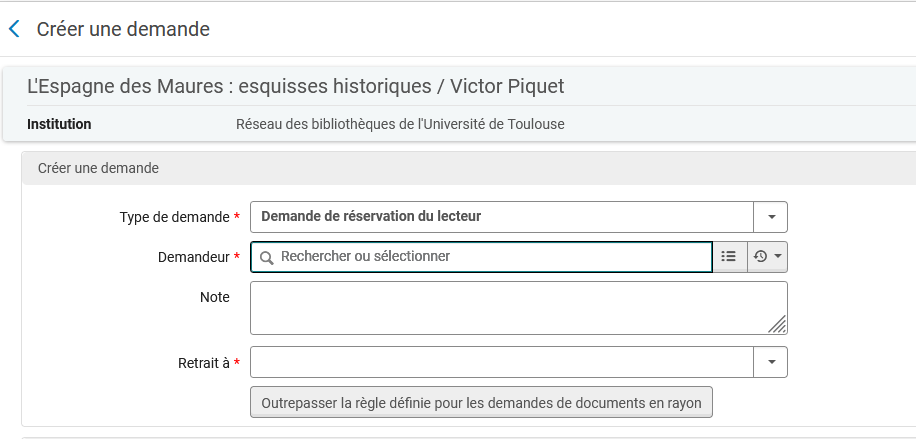 Créer une demande
L'Espagne des Maures : esquisses historiques / Victor Piquet
Institution Réseau des bibliothèques de l'Université de Toulouse
Créer une demande
Type de demande * Demande de réservation du lecteur
Demandeur * Rechercher ou sélectionner
Note
Retrait à *
Outrepasser la règle définie pour les demandes de documents en rayon